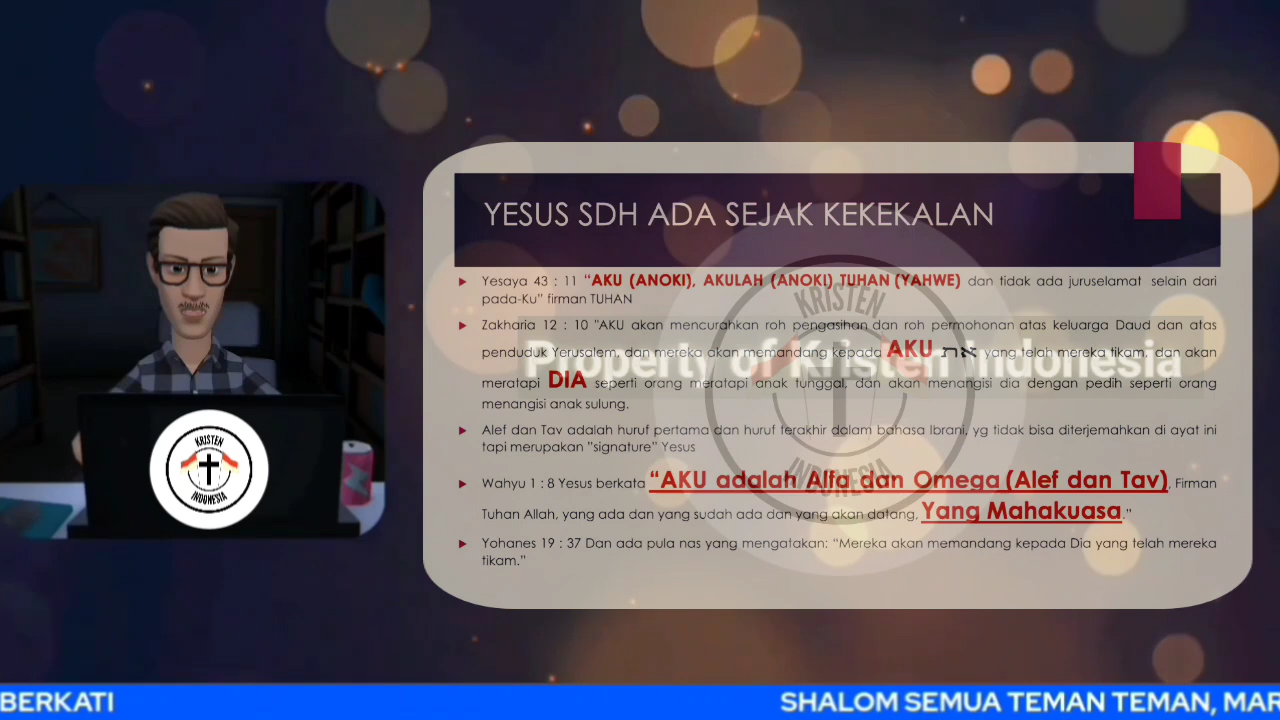 YESUS SDH ADA SEJAK KEKEKALAN
Yesaya 43 : 11 "AKU (ANOKI), AKULAH (ANOKI) TUHAN (YAHWE) dan tidak ada juruselamat selain dari
pada-Ku" firman TUHAN
Zakharia 12 : 10 "AKU akan mencurahkan roh pengasihan dan roh permohonan atas keluarga Daud dan atas
penduduk Yerusalem, dan mereka akan memandang kepada AKU את yang telah mereka tikam, dan akan
meratapi DIA seperti orang meratapi anak tunggal, dan akan menangisi dia dengan pedih seperti orang
menangisi anak sulung.
Alef dan Tav adalah huruf pertama dan huruf terakhir dalam bahasa Ibrani, yg tidak bisa diterjemahkan di ayat ini
tapi merupakan "signature" Yesus
Wahyu 1 : 8 Yesus berkata “AKU adalah Alfa dan Omega (Alef dan Tav), Firman
Tuhan Allah, yang ada dan yang sudah ada dan yang akan datang, Yang Mahakuasa.”
Yohanes 19 : 37 Dan ada pula nas yang mengatakan: “Mereka akan memandang kepada Dia yang telah mereka
tikam.”
Property of Kristen Indonesia
KRISTEN
INDONESIA
KRISTEN
INDONESIA
BERKATI
SHALOM SEMUA TEMAN TEMAN, MAR